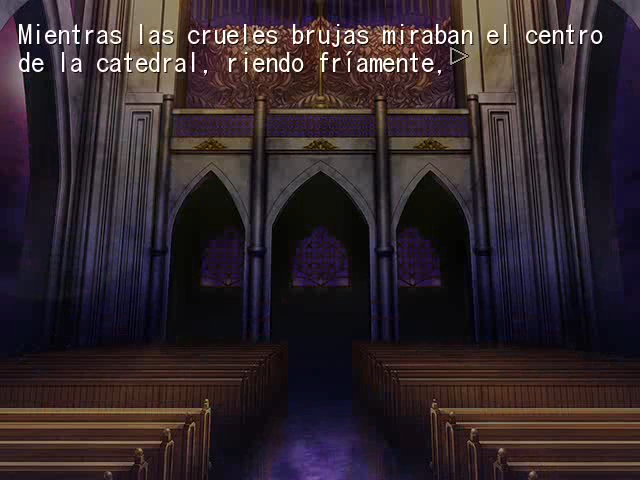 Mientras las crueles brujas miraban el centro
de la catedral, riendo fríamente,